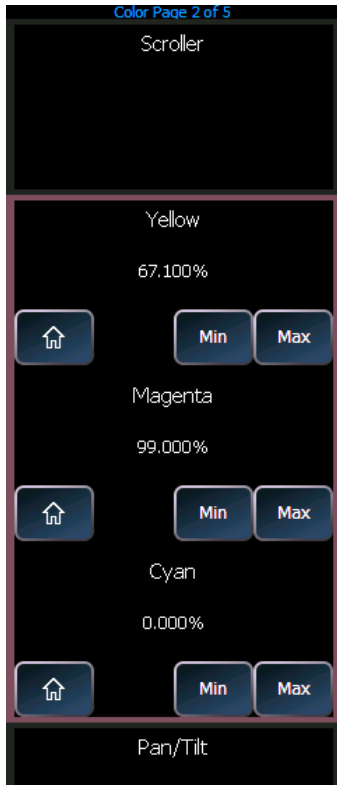 Color Page 2 of 5
Scroller
Yellow
67.100%
Min Max
Magenta
99.000%
Min Max
Cyan
0.000%
Min Max
Pan/Tilt